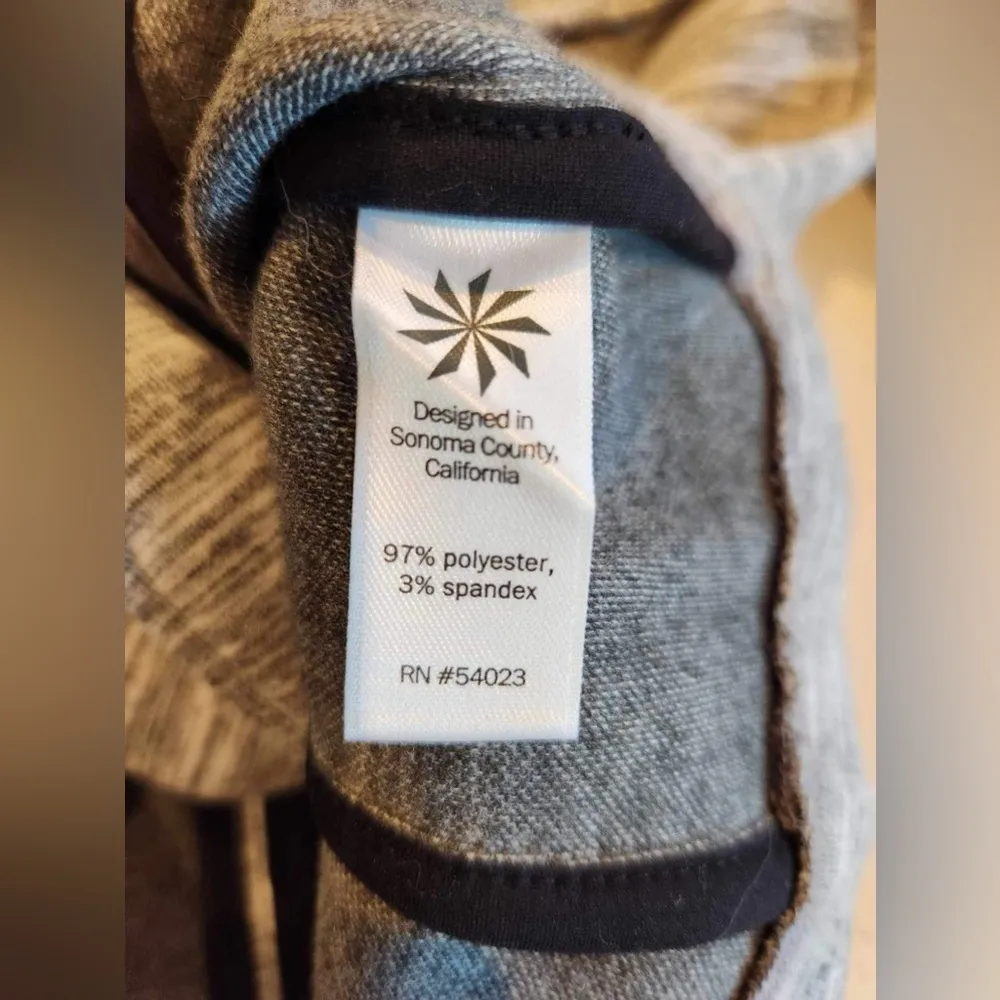 Designed in
Sonoma County,
California
97% polyester,
3% spandex
RN #54023